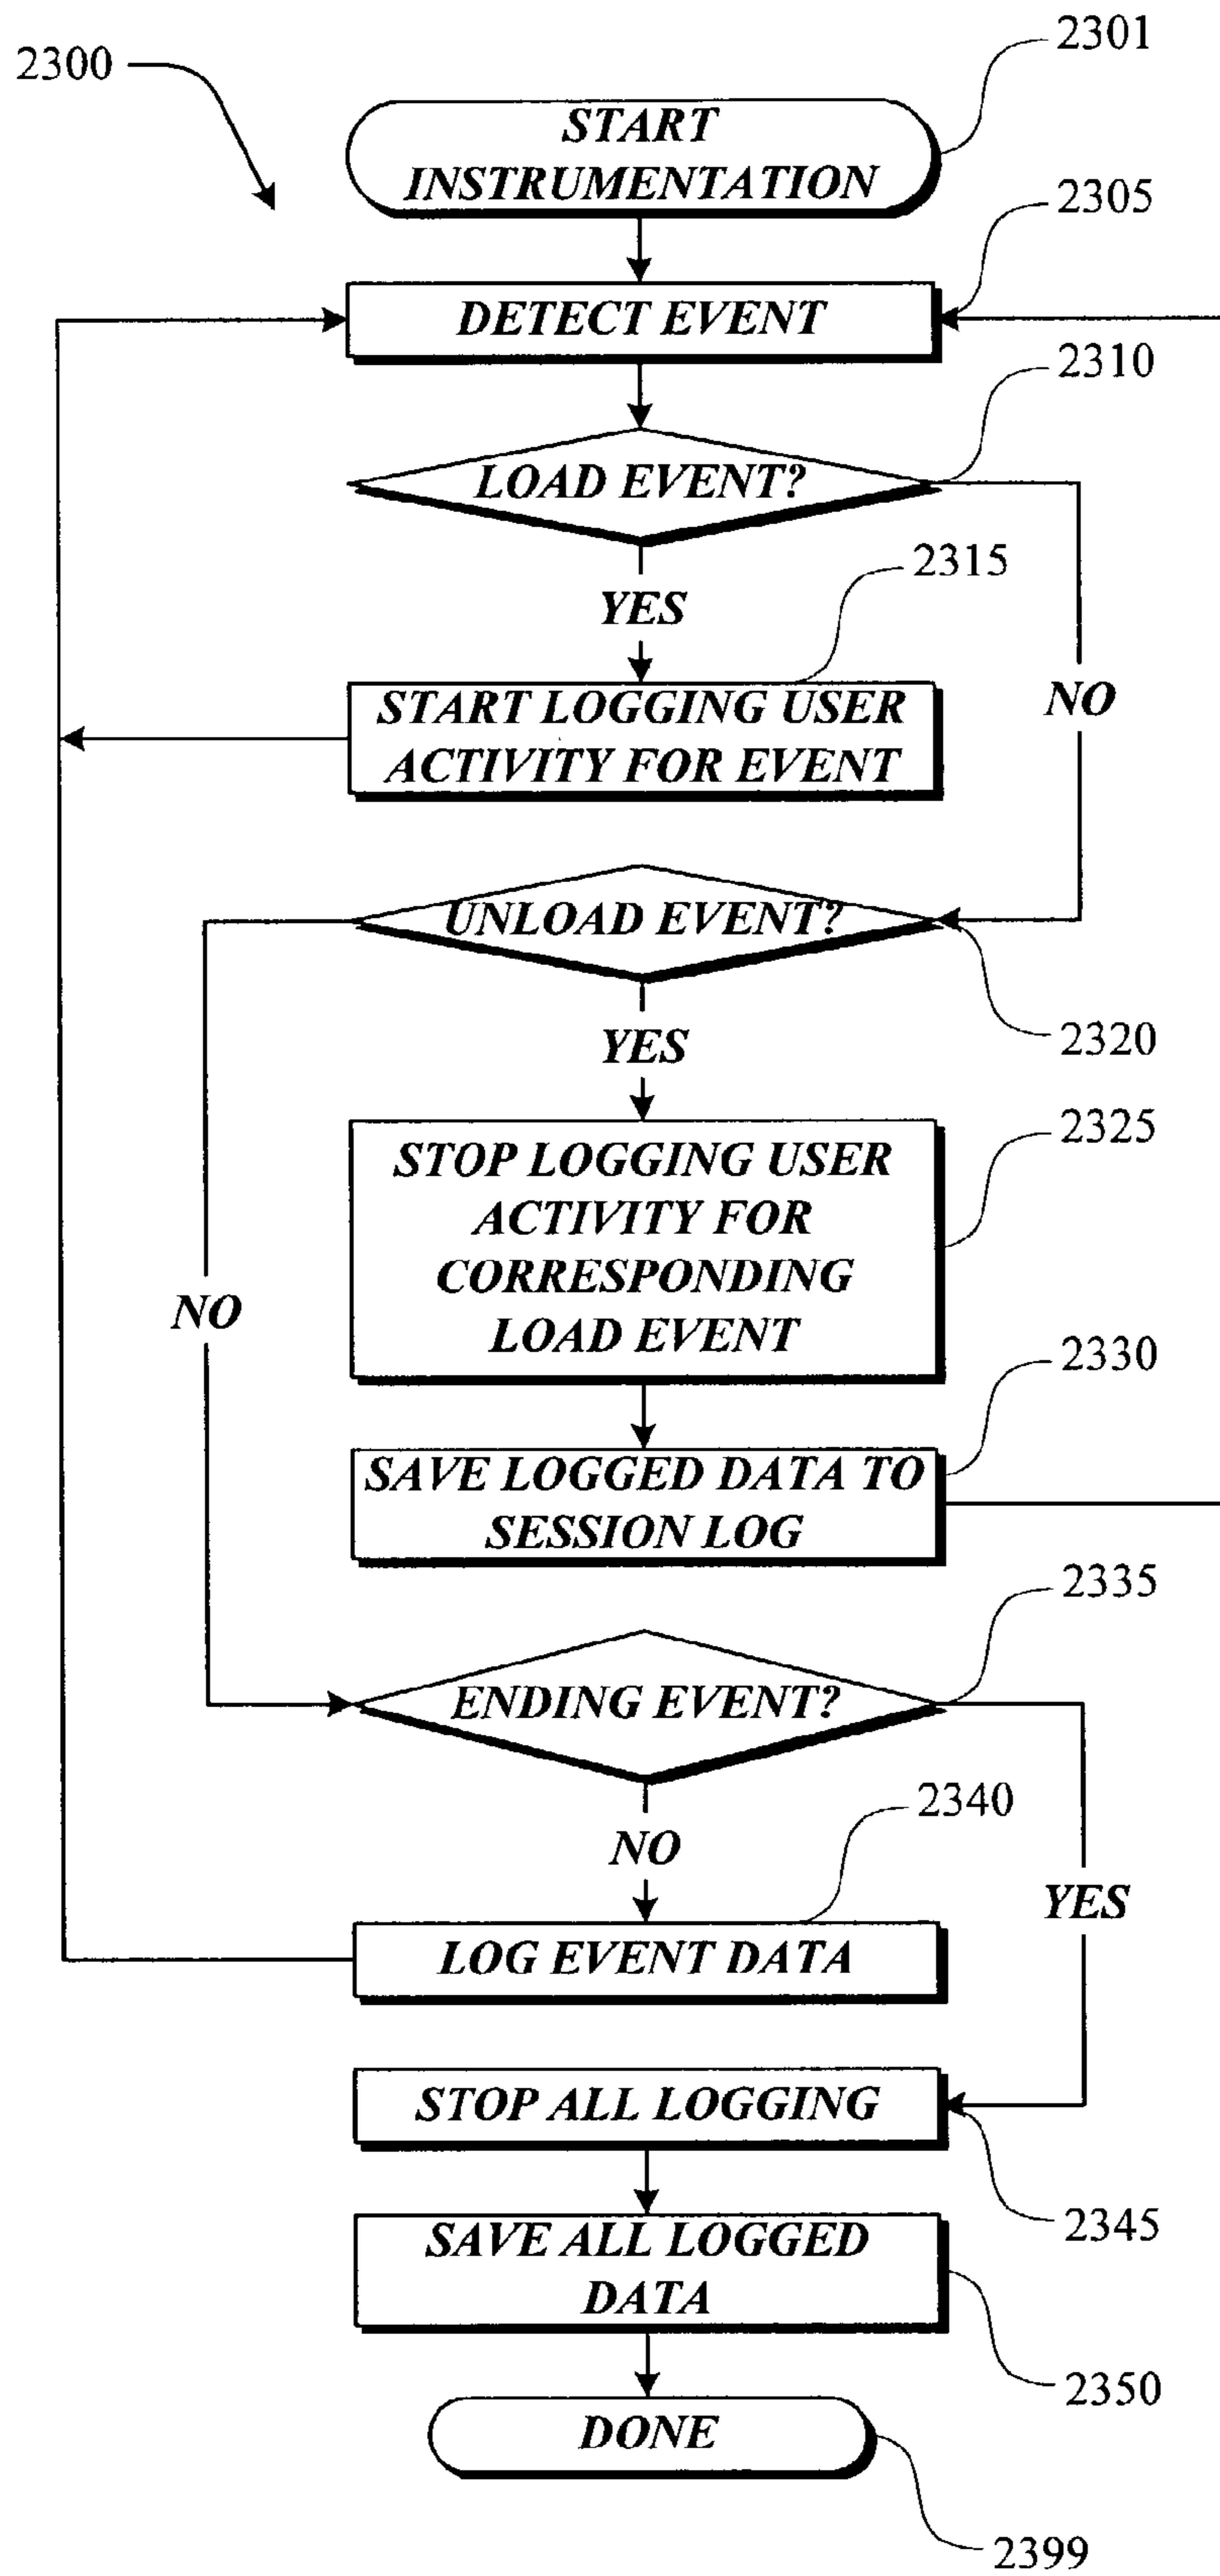 2300
2301
START
INSTRUMENTATION
2305
DETECT EVENT
2310
LOAD EVENT?
2315
YES
NO
START LOGGING USER
ACTIVITY FOR EVENT
UNLOAD EVENT?
2320
YES
2325
STOP LOGGING USER
ACTIVITY FOR
CORRESPONDING
LOAD EVENT
NO
2330
SAVE LOGGED DATA TO
SESSION LOG
2335
ENDING EVENT?
2340
NO
YES
LOG EVENT DATA
STOP ALL LOGGING
2345
SAVE ALL LOGGED
DATA
2350
DONE
2399